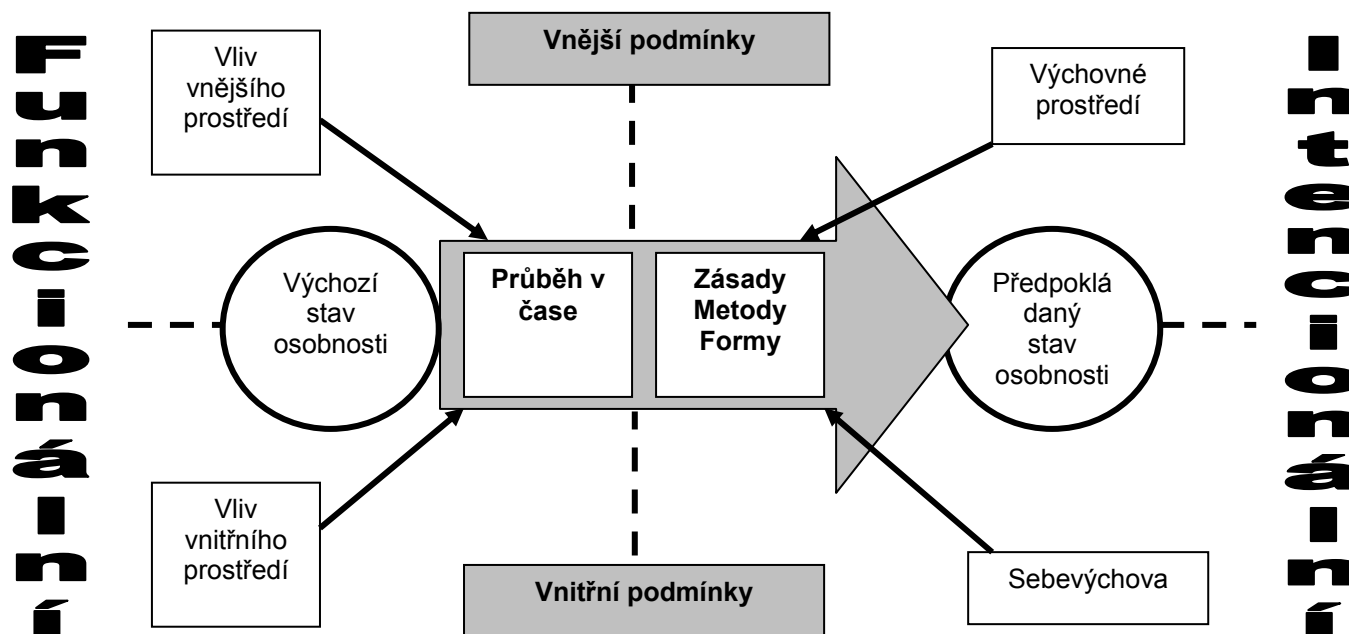 Funkcionální
Vliv
vnějšího
prostředí
Vnější podmínky
Výchovné
prostředí
Výchozí
stav
osobnosti
Průběh v
čase
Zásady
Metody
Formy
Předpoklá
daný
stav
osobnosti
Vliv
vnitřního
prostředí
Vnitřní podmínky
Sebevýchova
Intencionální